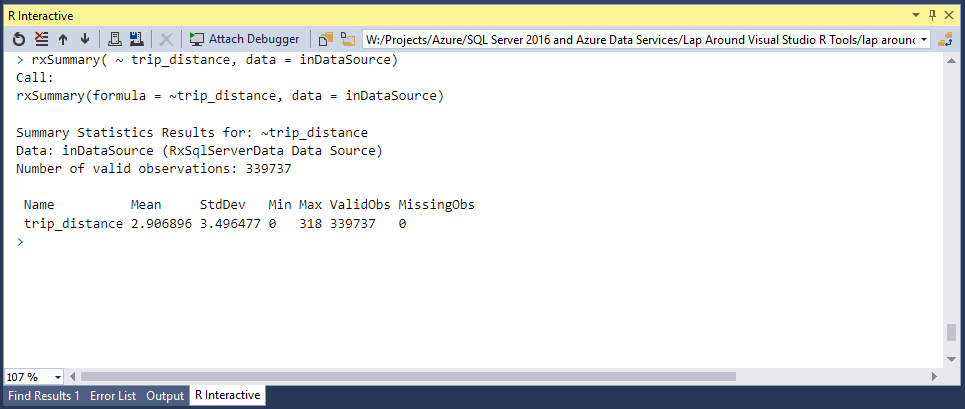 R Interactive
Attach Debugger W:/Projects/Azure/SQL Server 2016 and Azure Data Services/Lap Around Visual Studio R Tools/lap around
> rxSummary( ~ trip_distance, data = inDataSource)
Call:
rxSummary(formula = ~trip_distance, data = inDataSource)
Summary Statistics Results for: ~trip_distance
Data: inDataSource (RxSqlServerData Data Source)
Number of valid observations: 339737
Name Mean StdDev Min Max ValidObs MissingObs
trip_distance 2.906896 3.496477 0 318 339737 0
>
107 %
Find Results 1 Error List Output R Interactive